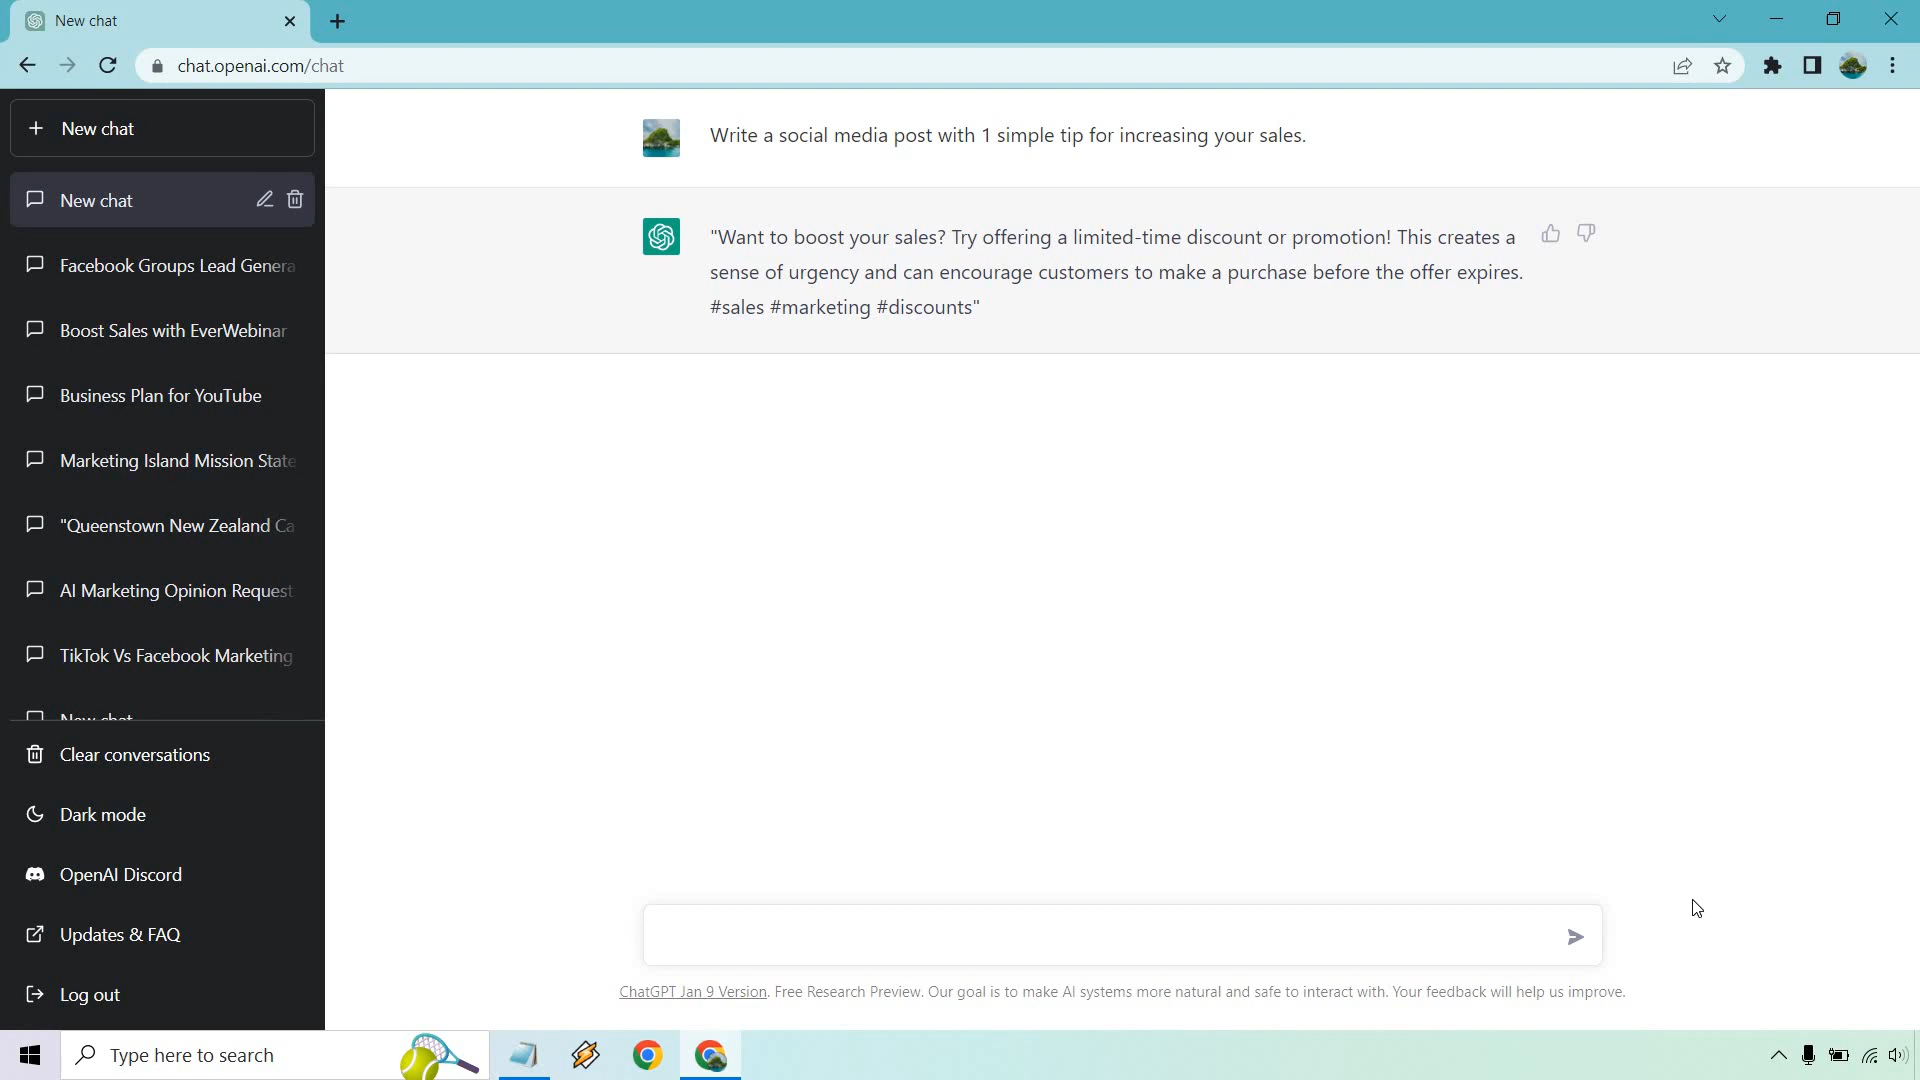 New chat
chat.openai.com/chat
New chat
New chat
Facebook Groups Lead Genera
Boost Sales with EverWebinar
Business Plan for YouTube
Marketing Island Mission State
"Queenstown New Zealand Ca
AI Marketing Opinion Request
TikTok Vs Facebook Marketing
New chat
Clear conversations
Dark mode
OpenAI Discord
Updates & FAQ
Log out
Write a social media post with 1 simple tip for increasing your sales.
"Want to boost your sales? Try offering a limited-time discount or promotion! This creates a
sense of urgency and can encourage customers to make a purchase before the offer expires.
#sales #marketing #discounts"
ChatGPT Jan 9 Version. Free Research Preview. Our goal is to make AI systems more natural and safe to interact with. Your feedback will help us improve.
Type here to search